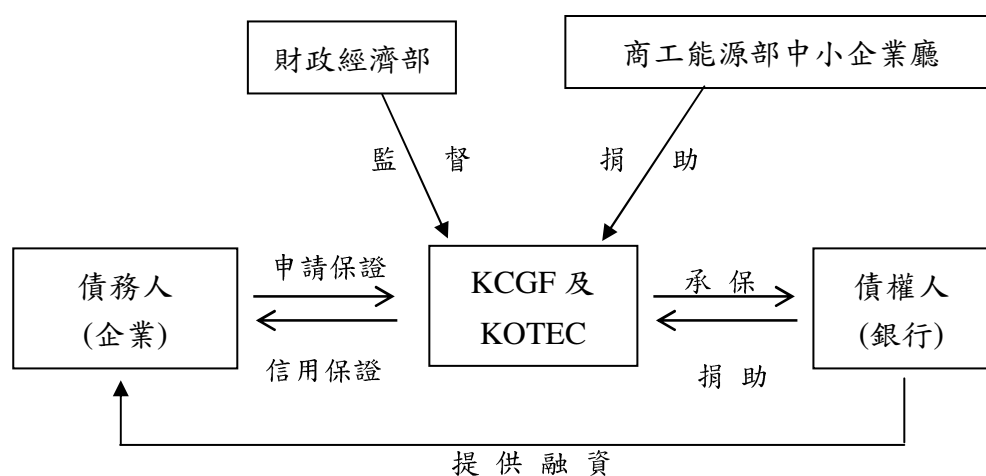 財政經濟部
商工能源部中小企業廳
監 督
捐 助
債務人
(企業)
申請保證
信用保證
KCGF 及
KOTEC
承 保
捐 助
債權人
(銀行)
提 供 融 資